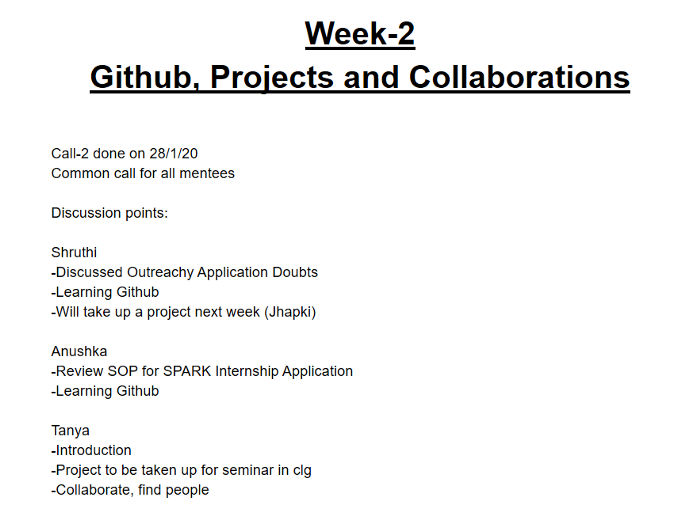 Week-2
Github, Projects and Collaborations
Call-2 done on 28/1/20
Common call for all mentees
Discussion points:
Shruthi
-Discussed Outreachy Application Doubts
-Learning Github
-Will take up a project next week (Jhapki)
Anushka
-Review SOP for SPARK Internship Application
-Learning Github
Tanya
-Introduction
-Project to be taken up for seminar in clg
-Collaborate, find people